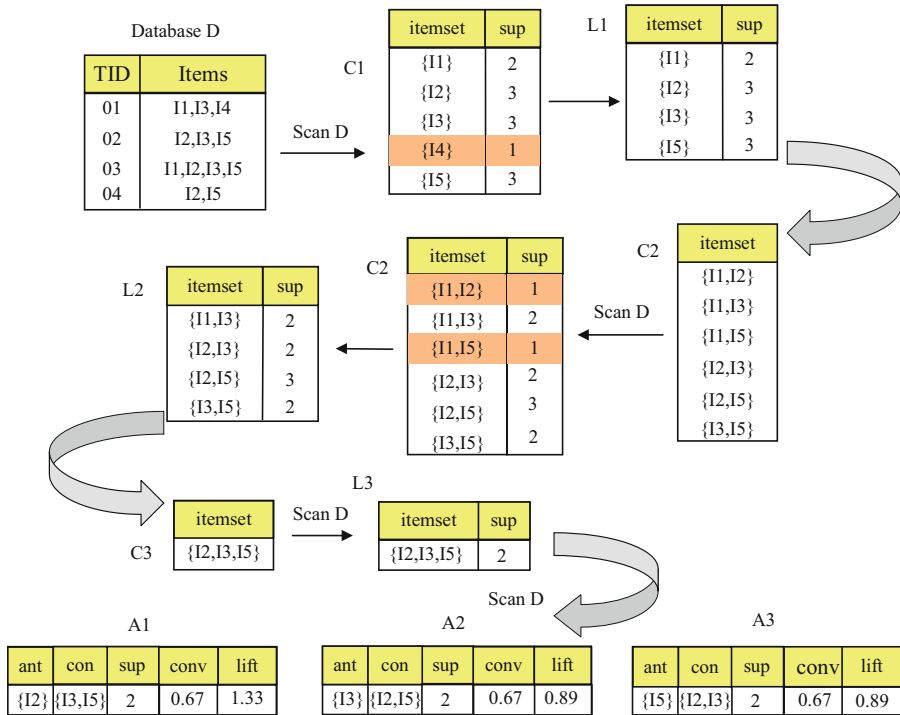 Database D
TID Items
01 I1,I3,I4
02 I2,I3,I5
03 I1,I2,I3,I5
04 I2,I5
Scan D
C1
itemset sup
{I1} 2
{I2} 3
{I3} 3
{I4} 1
{I5} 3
L1
itemset sup
{I1} 2
{I2} 3
{I3} 3
{I5} 3
C2
itemset
{I1,I2}
{I1,I3}
{I1,I5}
{I2,I3}
{I2,I5}
{I3,I5}
Scan D
C2
itemset sup
{I1,I2} 1
{I1,I3} 2
{I1,I5} 1
{I2,I3} 2
{I2,I5} 3
{I3,I5} 2
L2
itemset sup
{I1,I3} 2
{I2,I3} 2
{I2,I5} 3
{I3,I5} 2
C3
itemset
{I2,I3,I5}
Scan D
L3
itemset sup
{I2,I3,I5} 2
Scan D
A1
ant con sup conv lift
{I2} {I3,I5} 2 0.67 1.33
A2
ant con sup conv lift
{I3} {I2,I5} 2 0.67 0.89
A3
ant con sup conv lift
{I5} {I2,I3} 2 0.67 0.89